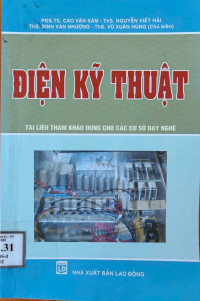 PGS.TS. CAO VĂN SÂM - ThS. NGUYỄN VIẾT HẢI
ThS. ĐINH VĂN NHƯỢNG - ThS. VŨ XUÂN HÙNG (Chủ biên)
ĐIỆN KỸ THUẬT
TÀI LIỆU THAM KHẢO DÙNG CHO CÁC CƠ SỞ DẠY NGHỀ
.31
NHÀ XUẤT BẢN LAO ĐỘNG